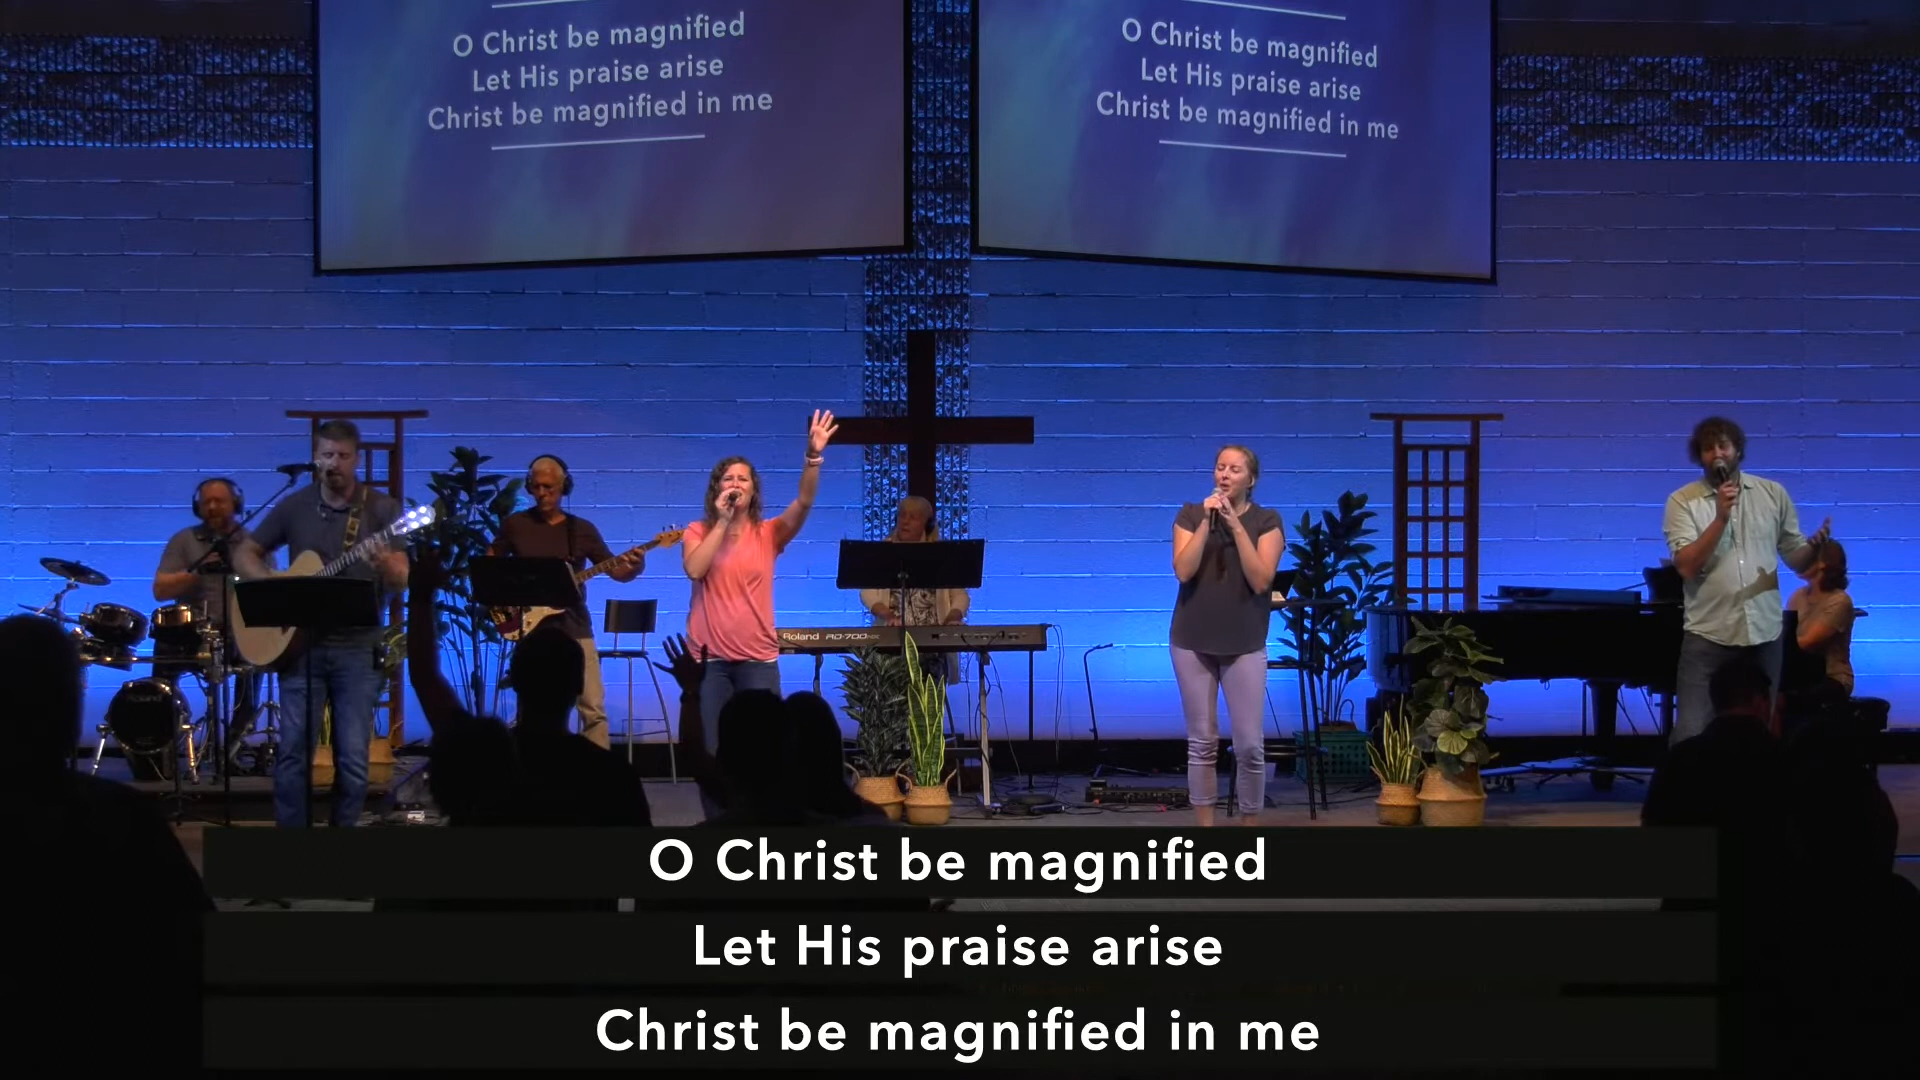 O Christ be magnified
Let His praise arise
Christ be magnified in me
O Christ be magnified
Let His praise arise
Christ be magnified in me
Roland RD-700NX
Roland
O Christ be magnified
Let His praise arise
Christ be magnified in me